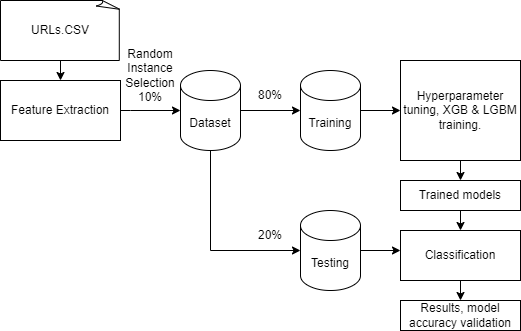 URLs.CSV
Feature Extraction
Random
Instance
Selection
10%
Dataset
80%
Training
Hyperparameter
tuning, XGB & LGBM
training.
Trained models
20%
Testing
Classification
Results, model
accuracy validation